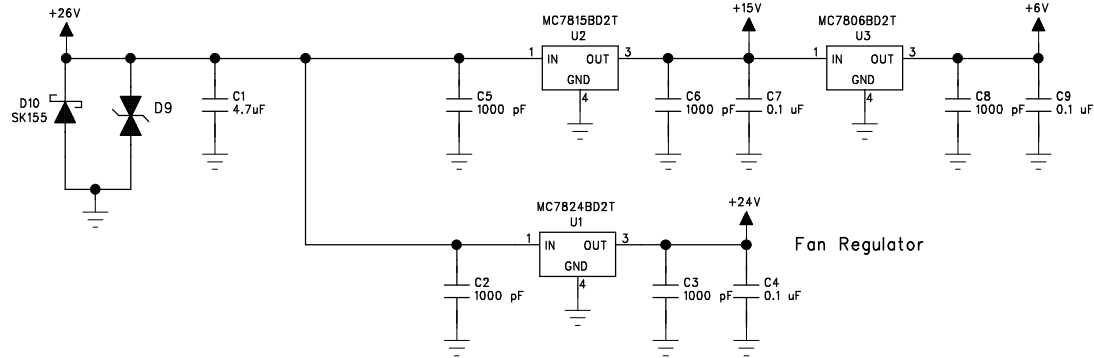 +26V
+15V
+6V
MC7815BD2T
U2
MC7806BD2T
U3
1
IN
OUT
3
GND
4
1
IN
OUT
3
GND
4
D10
SK155
D9
C1
4.7uF
C5
1000 pF
C6
1000 pF
C7
0.1 uF
C8
1000 pF
C9
0.1 uF
MC7824BD2T
U1
+24V
1
IN
OUT
3
GND
4
Fan Regulator
C2
1000 pF
C3
1000 pF
C4
0.1 uF